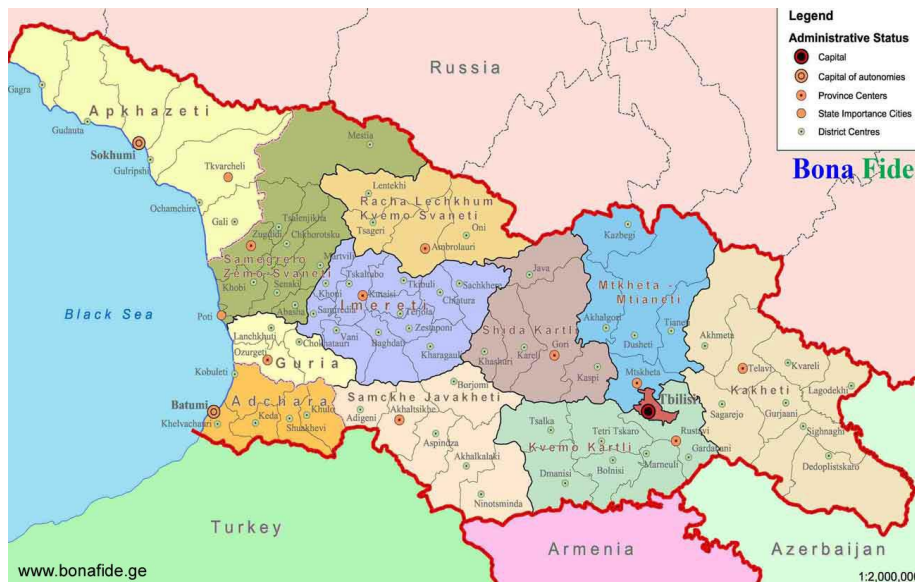 Legend
Administrative Status
Capital
Capital of autonomies
Province Centers
State Importance Cities
District Centres
Bona Fide
Russia
Gagra
Apkhazeti
Gudauta
Sokhumi
Gulripshi
Mestia
Tkvarcheli
Lentekhi
Racha Lechkhum
Kvemo Svaneti
Ochamchire
Gali
Tsalenjikha
Tsageri
Oni
Kazbegi
Zugdidi
Chkhorotsku
Ambrolauri
Samegrelo
Zemo-Svaneti
Martvili
Java
Mtkheta -
Mtianeti
Khobi
Senaki
Khoni
Tskaltubo
Tkibuli
Sachkhere
Kutaisi
Chiatura
Imereti
Abasha
Samtredia
Terjola
Black Sea
Poti
Akhalgori
Tianeti
Akhmeta
Lanchkhuti
Vani
Zestaponi
Shida Kartli
Dusheti
Chokhatauri
Baghdati
Ozurgeti
Guria
Kharagauli
Khashuri
Kareli
Gori
Kvareli
Telavi
Kobuleti
Kaspi
Mtskheta
Kakheti
Lagodekhi
Borjomi
Tbilisi
Adchara
Samckhe Javakheti
Batumi
Khulo
Adigeni
Akhaltsikhe
Sagarejo
Gurjaani
Khelvachauri
Keda
Shuakhevi
Tsalka
Tetri Tskaro
Rustavi
Sighnaghi
Aspindza
Kvemo Kartli
Gardabani
Akhalkalaki
Bolnisi
Marneuli
Dedoplistskaro
Dmanisi
Ninotsminda
Turkey
Armenia
Azerbaijan
www.bonafide.ge
1:2,000,000